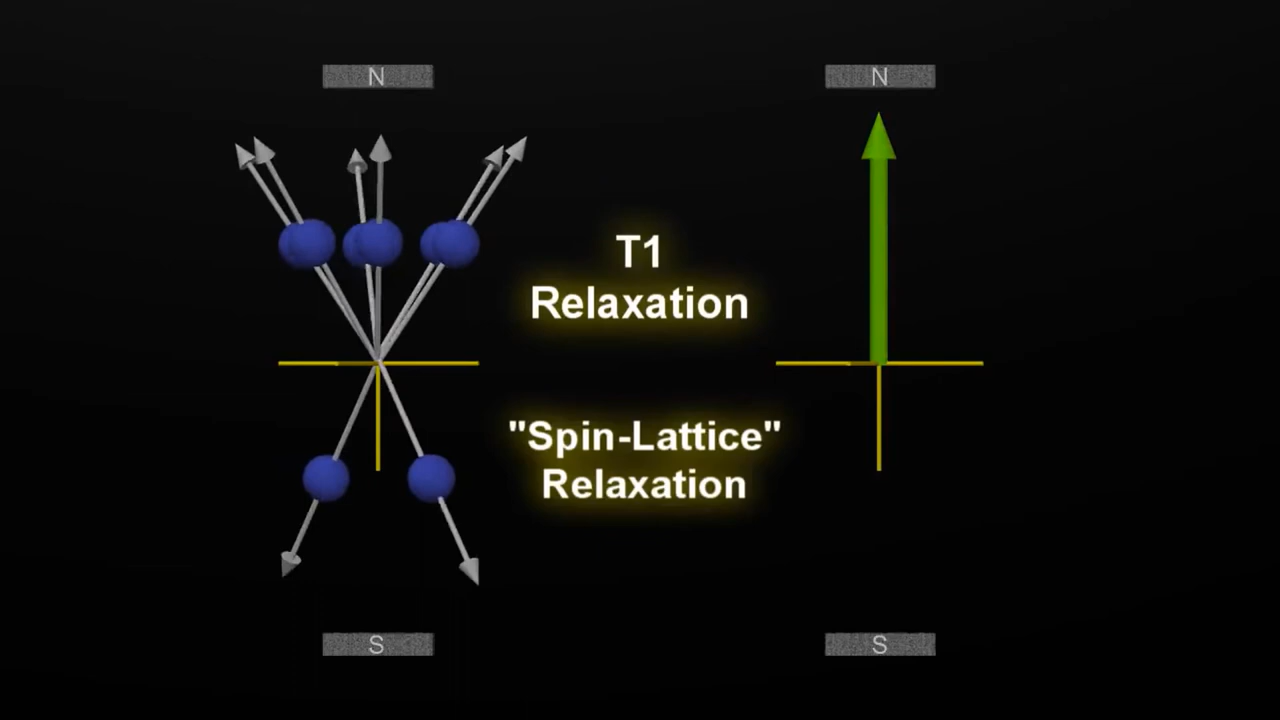 N
N
T1
Relaxation
"Spin-Lattice"
Relaxation
S
S